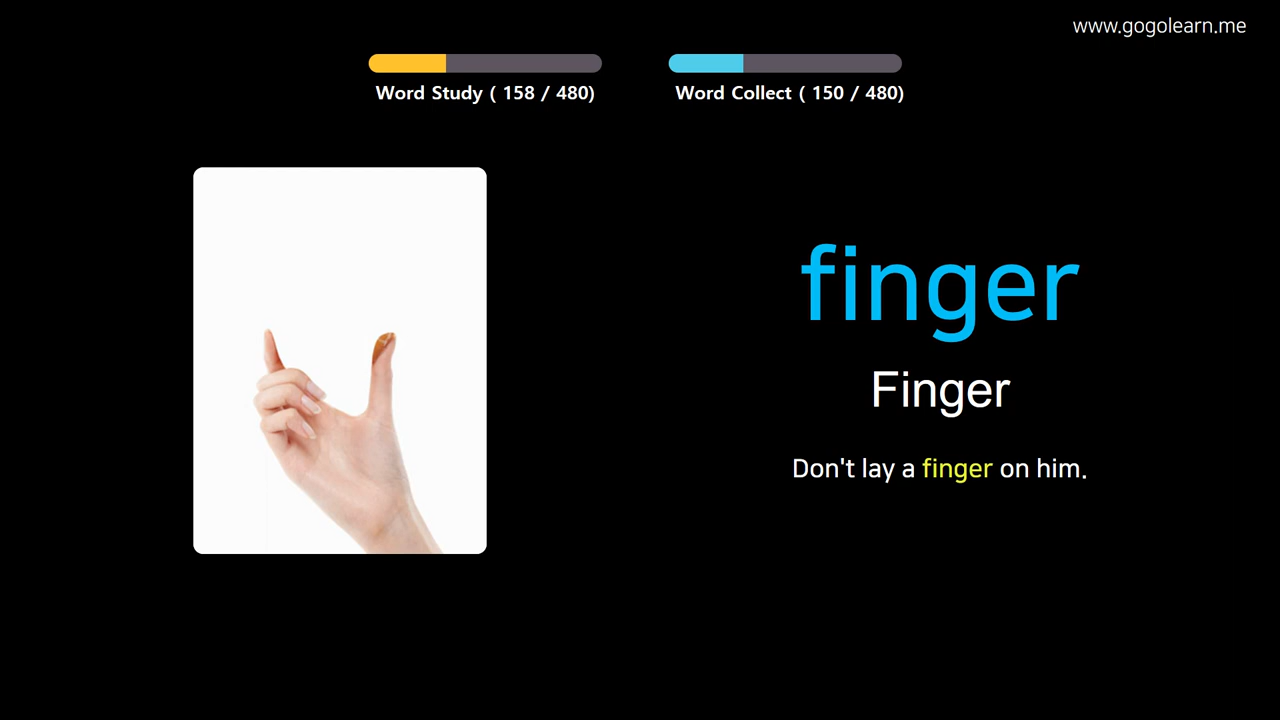 www.gogolearn.me
Word Study ( 158 / 480)
Word Collect ( 150 / 480)
finger
Finger
Don't lay a finger on him.